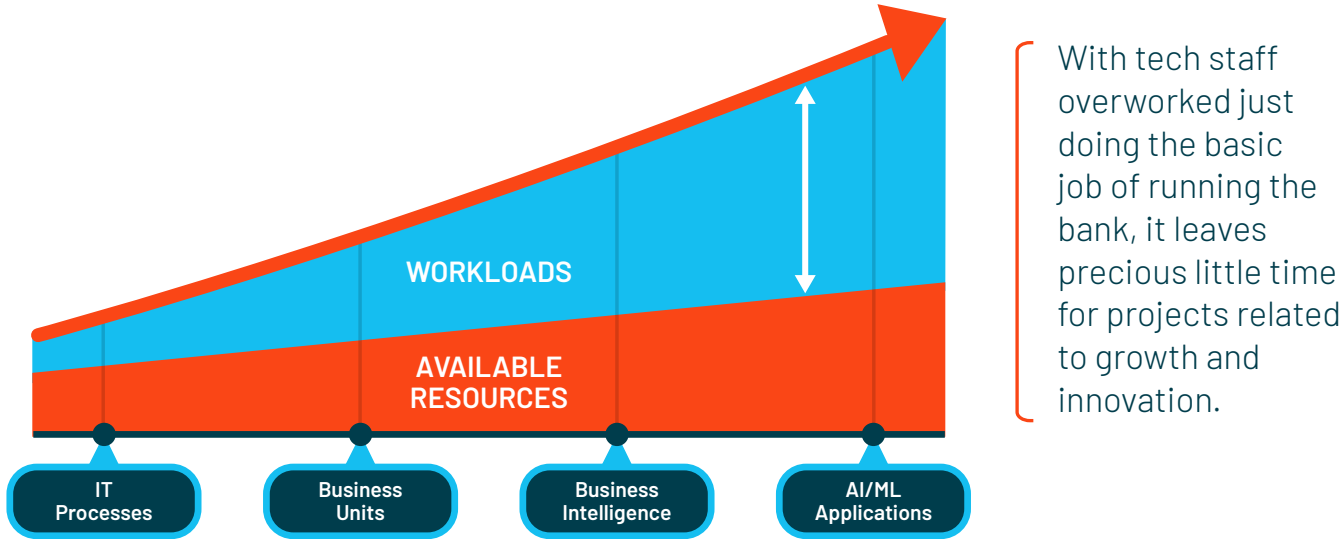 WORKLOADS
AVAILABLE
RESOURCES
IT
Processes
Business
Units
Business
Intelligence
AI/ML
Applications
With tech staff
overworked just
doing the basic
job of running the
bank, it leaves
precious little time
for projects related
to growth and
innovation.